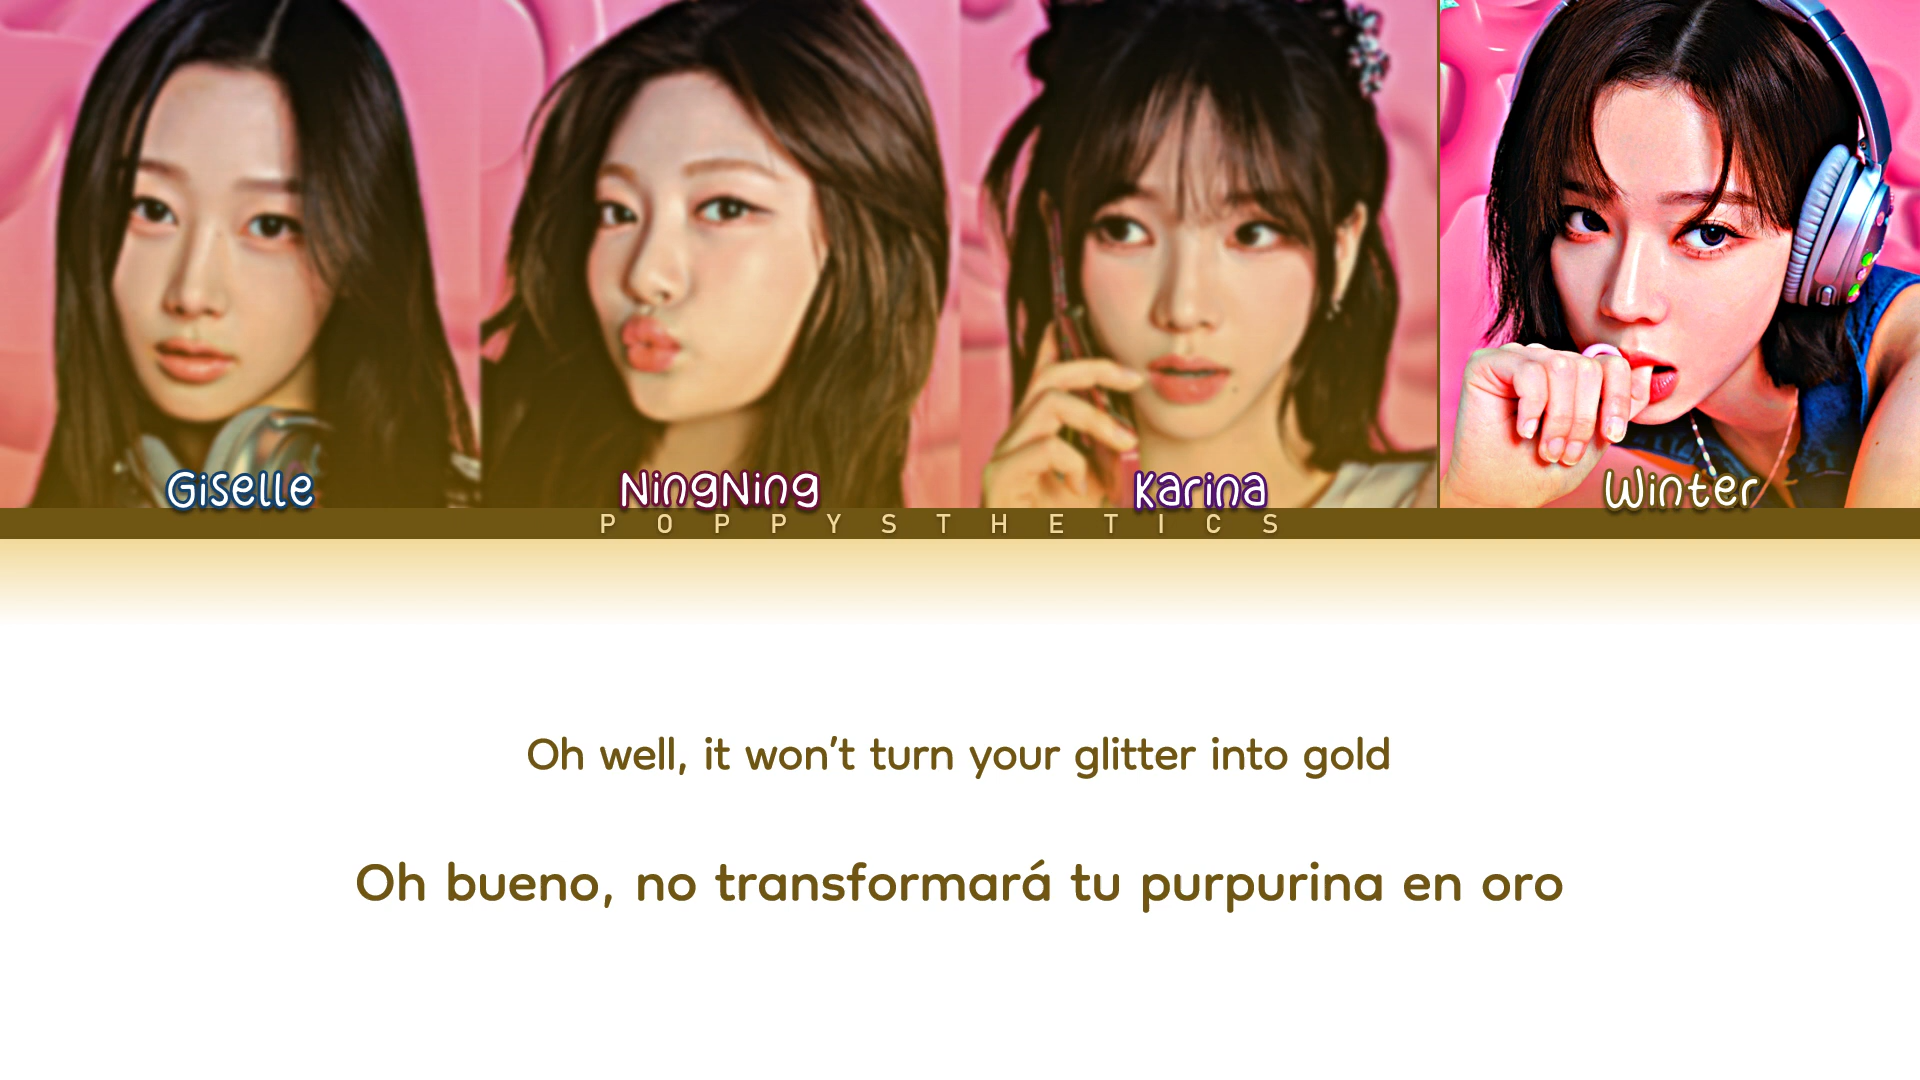 Giselle NingNing Karina Winter
POPPYSTHETICS
Oh well, it won't turn your glitter into gold
Oh bueno, no transformará tu purpurina en oro